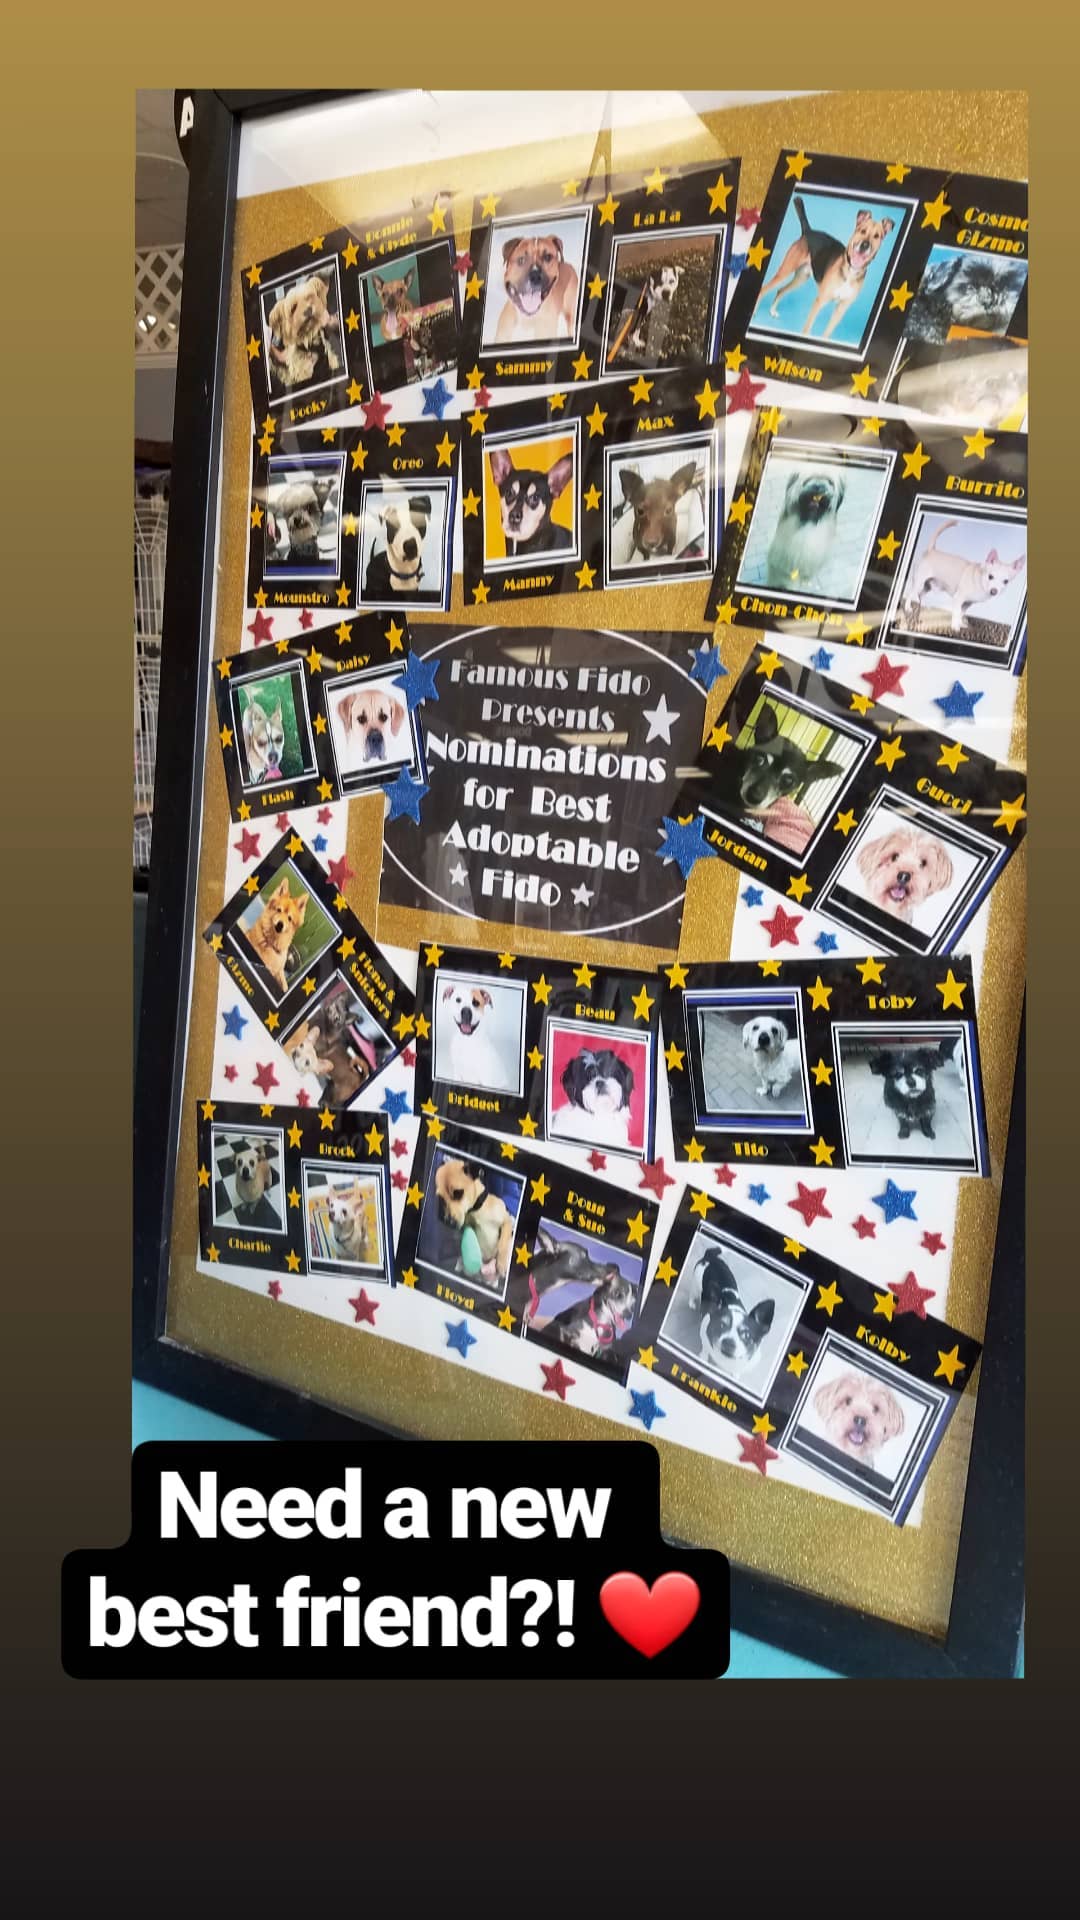 Bonnie
& Clyde
Pooky
La La
Sammy
Wilson
Cosmo
Gizmo
Oreo
Mounstro
Max
Manny
Chon-Chon
Burrito
Daisy
Flash
Famous Fido
Presents
Nominations
for Best
Adoptable
Fido
Jordan
Gucci
Gizmo
Fiona &
Snickers
Beau
Bridget
Toby
Tito
Brock
Charlie
Doug
& Sue
Floyd
Kolby
Frankie
Need a new
best friend?! ❤️